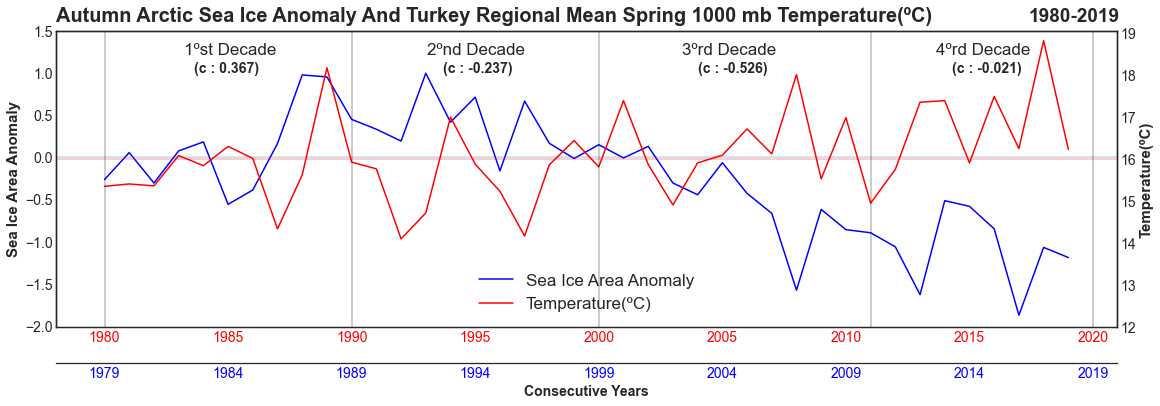 Autumn Arctic Sea Ice Anomaly And Turkey Regional Mean Spring 1000 mb Temperature(ºC) 1980-2019
1ºst Decade 2ºnd Decade 3ºrd Decade 4ºrd Decade
(c : 0.367) (c : -0.237) (c : -0.526) (c : -0.021)
Sea Ice Area Anomaly
1.5
1.0
0.5
0.0
−0.5
−1.0
−1.5
−2.0
Sea Ice Area Anomaly
Temperature(ºC)
19
18
17
16
15
14
13
12
Temperature(ºC)
1980 1985 1990 1995 2000 2005 2010 2015 2020
1979 1984 1989 1994 1999 2004 2009 2014 2019
Consecutive Years